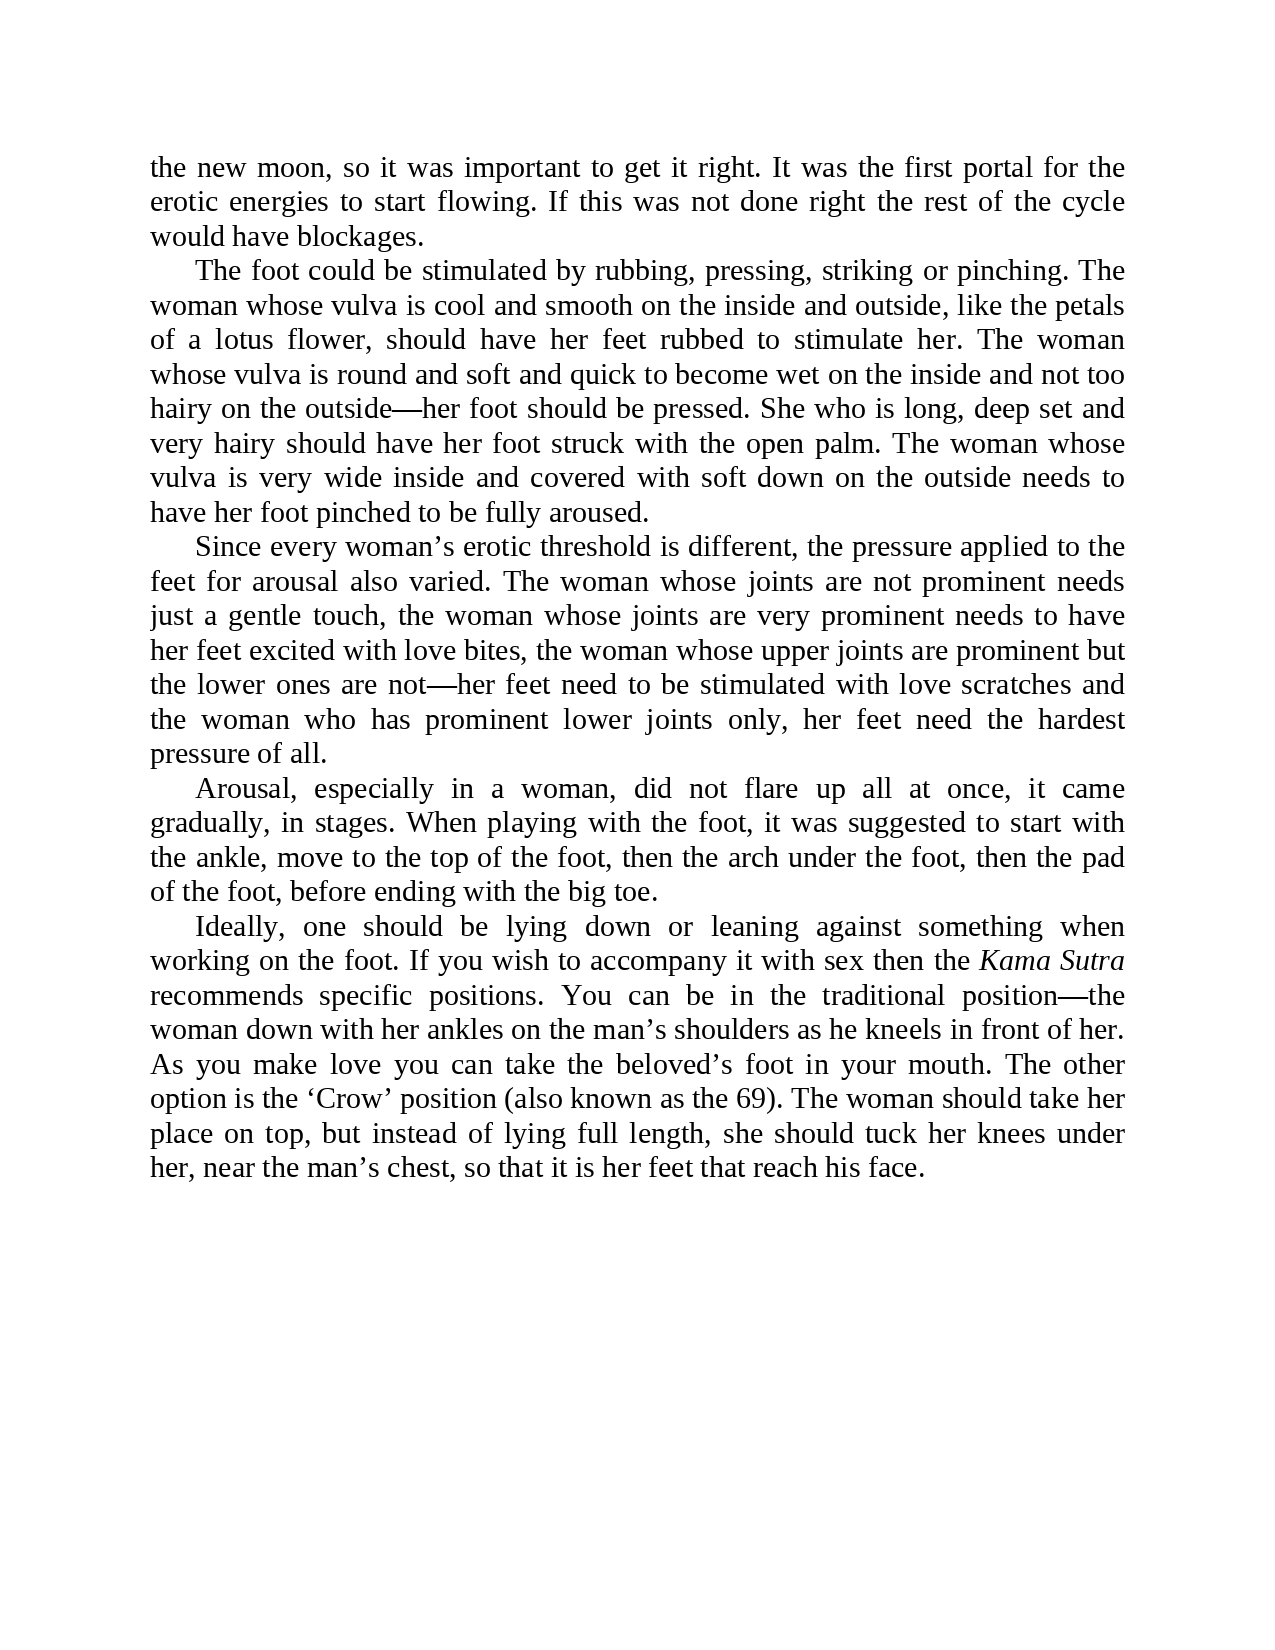 the new moon, so it was important to get it right. It was the first portal for the
erotic energies to start flowing. If this was not done right the rest of the cycle
would have blockages.
The foot could be stimulated by rubbing, pressing, striking or pinching. The
woman whose vulva is cool and smooth on the inside and outside, like the petals
of a lotus flower, should have her feet rubbed to stimulate her. The woman
whose vulva is round and soft and quick to become wet on the inside and not too
hairy on the outside—her foot should be pressed. She who is long, deep set and
very hairy should have her foot struck with the open palm. The woman whose
vulva is very wide inside and covered with soft down on the outside needs to
have her foot pinched to be fully aroused.
Since every woman’s erotic threshold is different, the pressure applied to the
feet for arousal also varied. The woman whose joints are not prominent needs
just a gentle touch, the woman whose joints are very prominent needs to have
her feet excited with love bites, the woman whose upper joints are prominent but
the lower ones are not—her feet need to be stimulated with love scratches and
the woman who has prominent lower joints only, her feet need the hardest
pressure of all.
Arousal, especially in a woman, did not flare up all at once, it came
gradually, in stages. When playing with the foot, it was suggested to start with
the ankle, move to the top of the foot, then the arch under the foot, then the pad
of the foot, before ending with the big toe.
Ideally, one should be lying down or leaning against something when
working on the foot. If you wish to accompany it with sex then the Kama Sutra
recommends specific positions. You can be in the traditional position—the
woman down with her ankles on the man’s shoulders as he kneels in front of her.
As you make love you can take the beloved’s foot in your mouth. The other
option is the ‘Crow’ position (also known as the 69). The woman should take her
place on top, but instead of lying full length, she should tuck her knees under
her, near the man’s chest, so that it is her feet that reach his face.